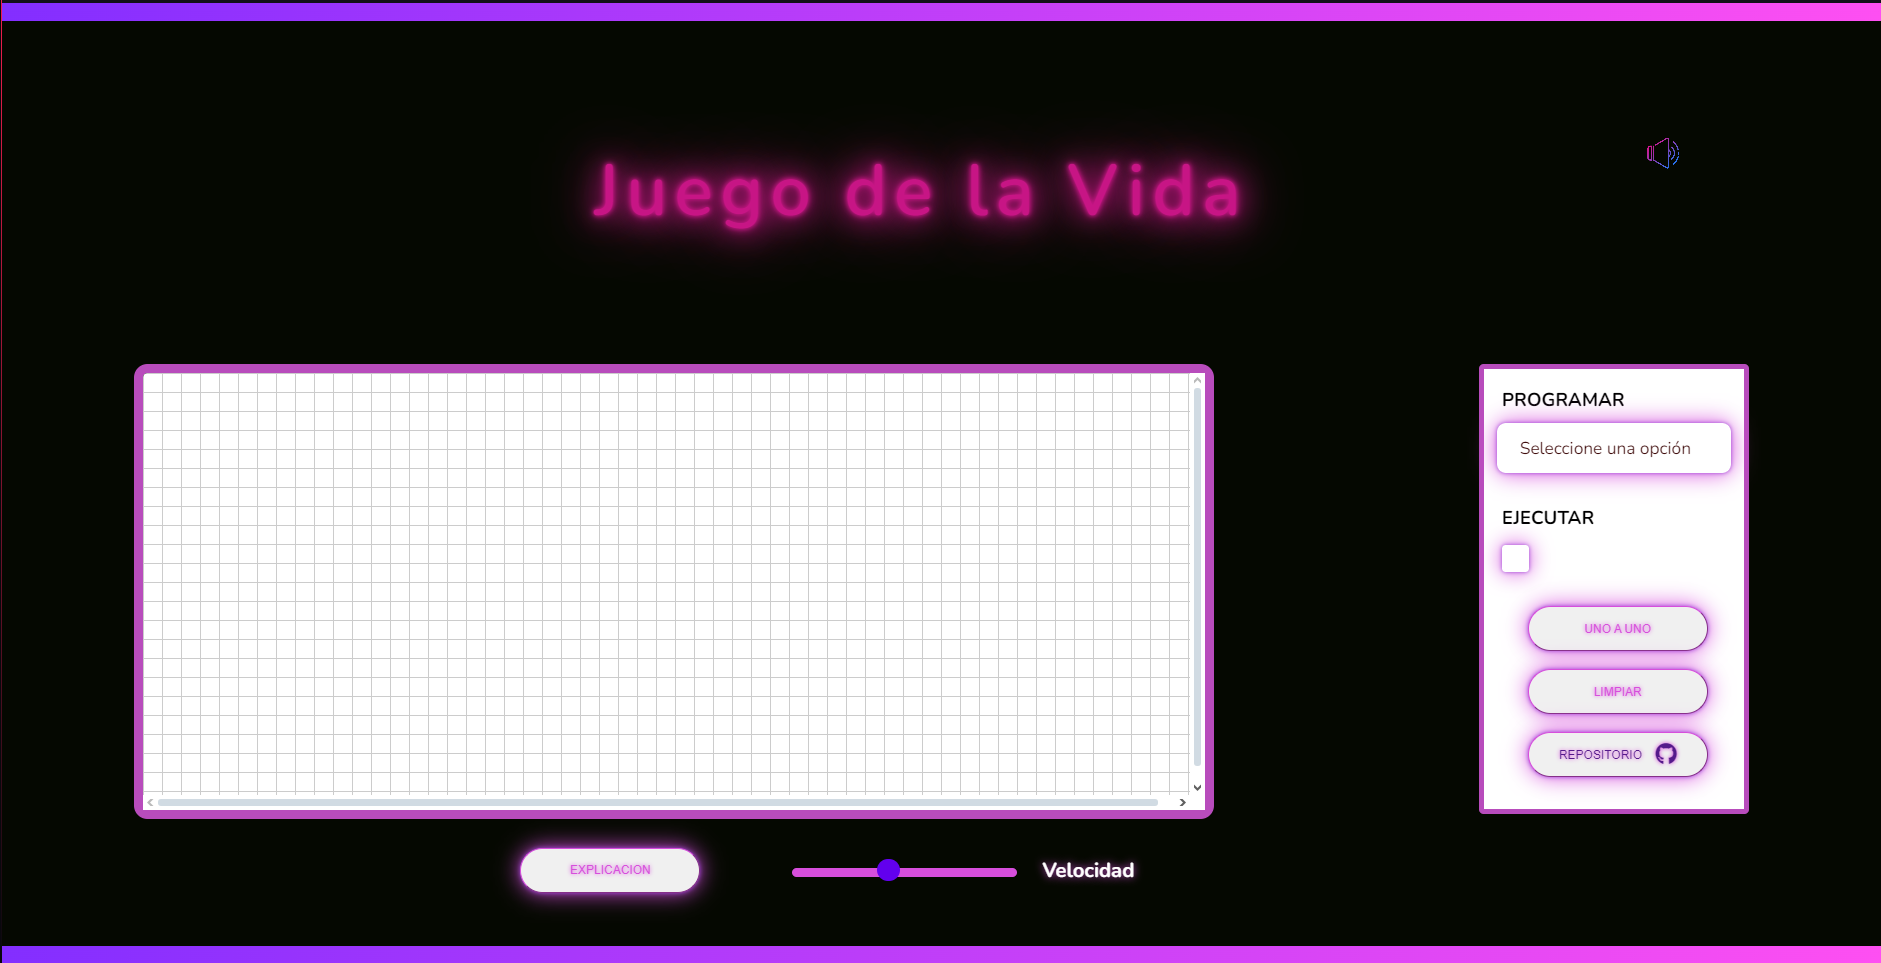 Juego de la Vida
PROGRAMAR
Seleccione una opción
EJECUTAR
UNO A UNO
LIMPIAR
REPOSITORIO
EXPLICACION
Velocidad